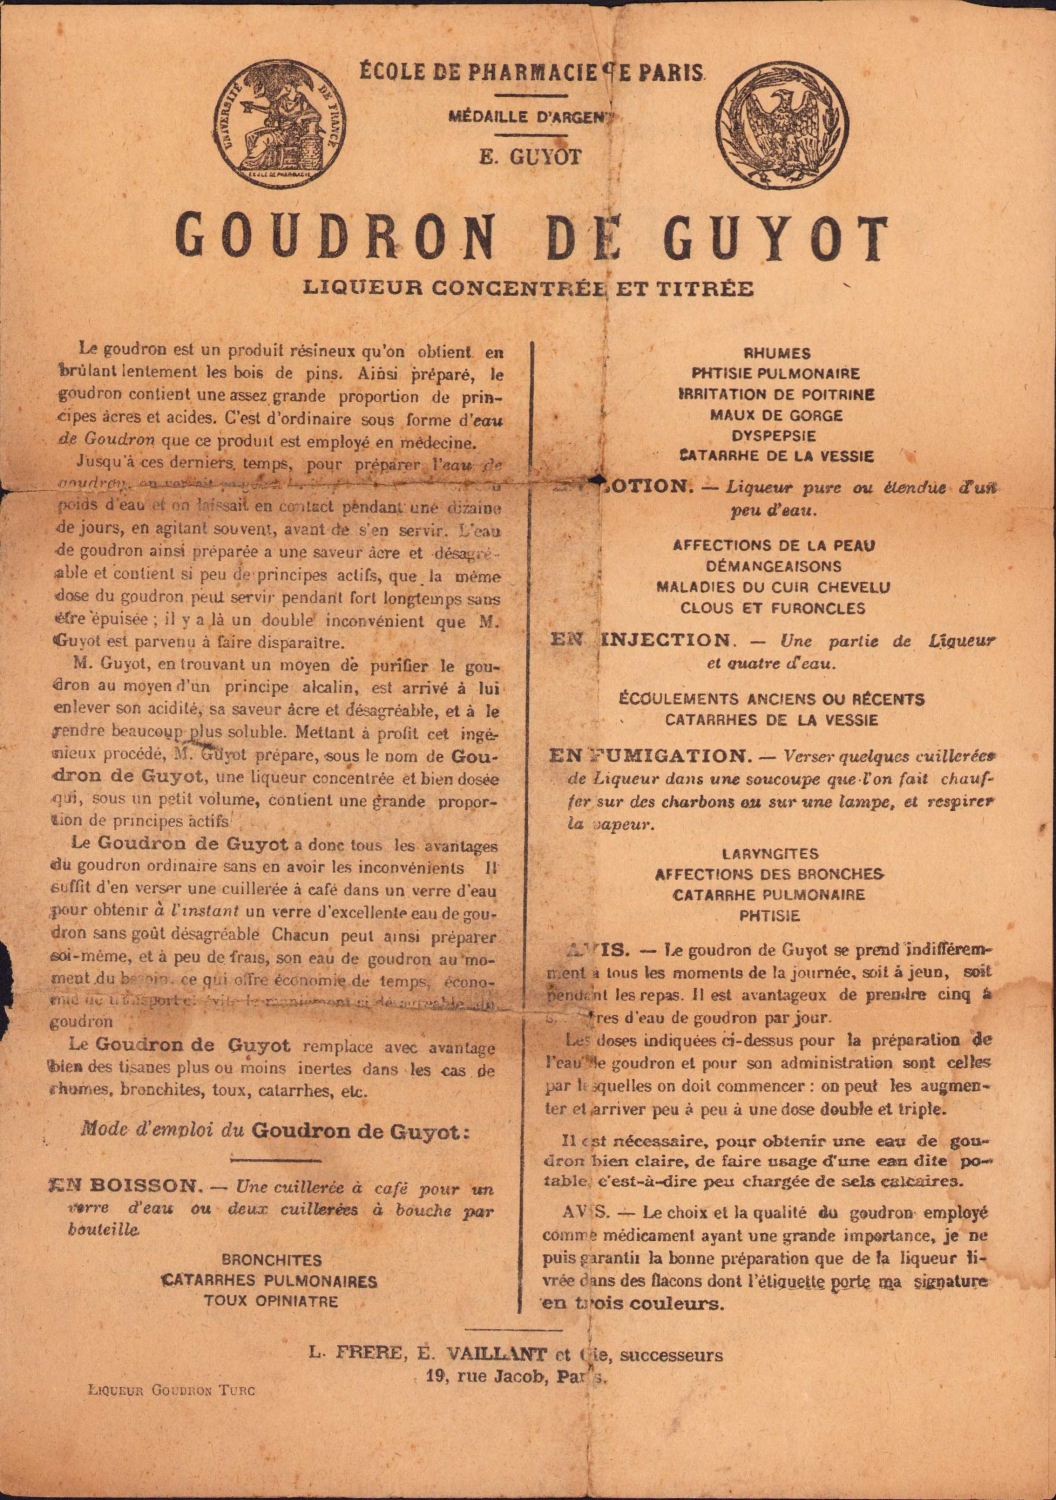 UNIVERSITÉ DE FRANCE
ÉCOLE DE PHARMACIE
ÉCOLE DE PHARMACIE DE PARIS
MÉDAILLE D'ARGENT
E. GUYOT
GOUDRON DE GUYOT
LIQUEUR CONCENTRÉE ET TITRÉE
Le goudron est un produit résineux qu'on obtient en
brûlant lentement les bois de pins. Ainsi préparé, le
goudron contient une assez grande proportion de prin-
cipes âcres et acides. C'est d'ordinaire sous forme d'eau
de Goudron que ce produit est employé en médecine.
Jusqu'à ces derniers temps, pour préparer l'eau de
goudron, on versait
poids d'eau et on laissait en contact pendant une dizaine
de jours, en agitant souvent, avant de s'en servir. L'eau
de goudron ainsi préparée a une saveur âcre et désagré-
able et contient si peu de principes actifs, que la même
dose du goudron peut servir pendant fort longtemps sans
être épuisée ; il y a là un double inconvénient que M.
Guyot est parvenu à faire disparaitre.
M. Guyot, en trouvant un moyen de purifier le gou-
dron au moyen d'un principe alcalin, est arrivé à lui
enlever son acidité, sa saveur âcre et désagréable, et à le
rendre beaucoup plus soluble. Mettant à profit cet ingé-
nieux procédé, M. Guyot prépare, sous le nom de Gou-
dron de Guyot, une liqueur concentrée et bien dosée
qui, sous un petit volume, contient une grande propor-
tion de principes actifs
Le Goudron de Guyot a donc tous les avantages
du goudron ordinaire sans en avoir les inconvénients Il
suffit d'en verser une cuillerée à café dans un verre d'eau
pour obtenir à l'instant un verre d'excellente eau de gou-
dron sans goût désagréable Chacun peut ainsi préparer
soi-même, et à peu de frais, son eau de goudron au mo-
ment du besoin, ce qui offre économie de temps, écono-
mie de transport et évite le maniement si désagréable du
goudron
Le Goudron de Guyot remplace avec avantage
bien des tisanes plus ou moins inertes dans les cas de
rhumes, bronchites, toux, catarrhes, etc.
Mode d'emploi du Goudron de Guyot :
EN BOISSON. — Une cuillerée à café pour un
verre d'eau ou deux cuillerées à bouche par
bouteille
BRONCHITES
CATARRHES PULMONAIRES
TOUX OPINIATRE
RHUMES
PHTISIE PULMONAIRE
IRRITATION DE POITRINE
MAUX DE GORGE
DYSPEPSIE
CATARRHE DE LA VESSIE
EN LOTION. — Liqueur pure ou étendue d'un
peu d'eau.
AFFECTIONS DE LA PEAU
DÉMANGEAISONS
MALADIES DU CUIR CHEVELU
CLOUS ET FURONCLES
EN INJECTION. — Une partie de Liqueur
et quatre d'eau.
ÉCOULEMENTS ANCIENS OU RÉCENTS
CATARRHES DE LA VESSIE
EN FUMIGATION. — Verser quelques cuillerées
de Liqueur dans une soucoupe que l'on fait chauf-
fer sur des charbons ou sur une lampe, et respirer
la vapeur.
LARYNGITES
AFFECTIONS DES BRONCHES
CATARRHE PULMONAIRE
PHTISIE
AVIS. — Le goudron de Guyot se prend indifférem-
ment à tous les moments de la journée, soit à jeun, soit
pendant les repas. Il est avantageux de prendre cinq à
d'eau de goudron par jour.
Les doses indiquées ci-dessus pour la préparation de
l'eau de goudron et pour son administration sont celles
par lesquelles on doit commencer : on peut les augmen-
ter et arriver peu à peu à une dose double et triple.
Il est nécessaire, pour obtenir une eau de gou-
dron bien claire, de faire usage d'une eau dite po-
table, c'est-à-dire peu chargée de sels calcaires.
AVIS. — Le choix et la qualité du goudron employé
comme médicament ayant une grande importance, je ne
puis garantir la bonne préparation que de la liqueur li-
vrée dans des flacons dont l'étiquette porte ma signature
en trois couleurs.
L. FRERE, E. VAILLANT et Cie, successeurs
19, rue Jacob, Paris.
LIQUEUR GOUDRON TURC